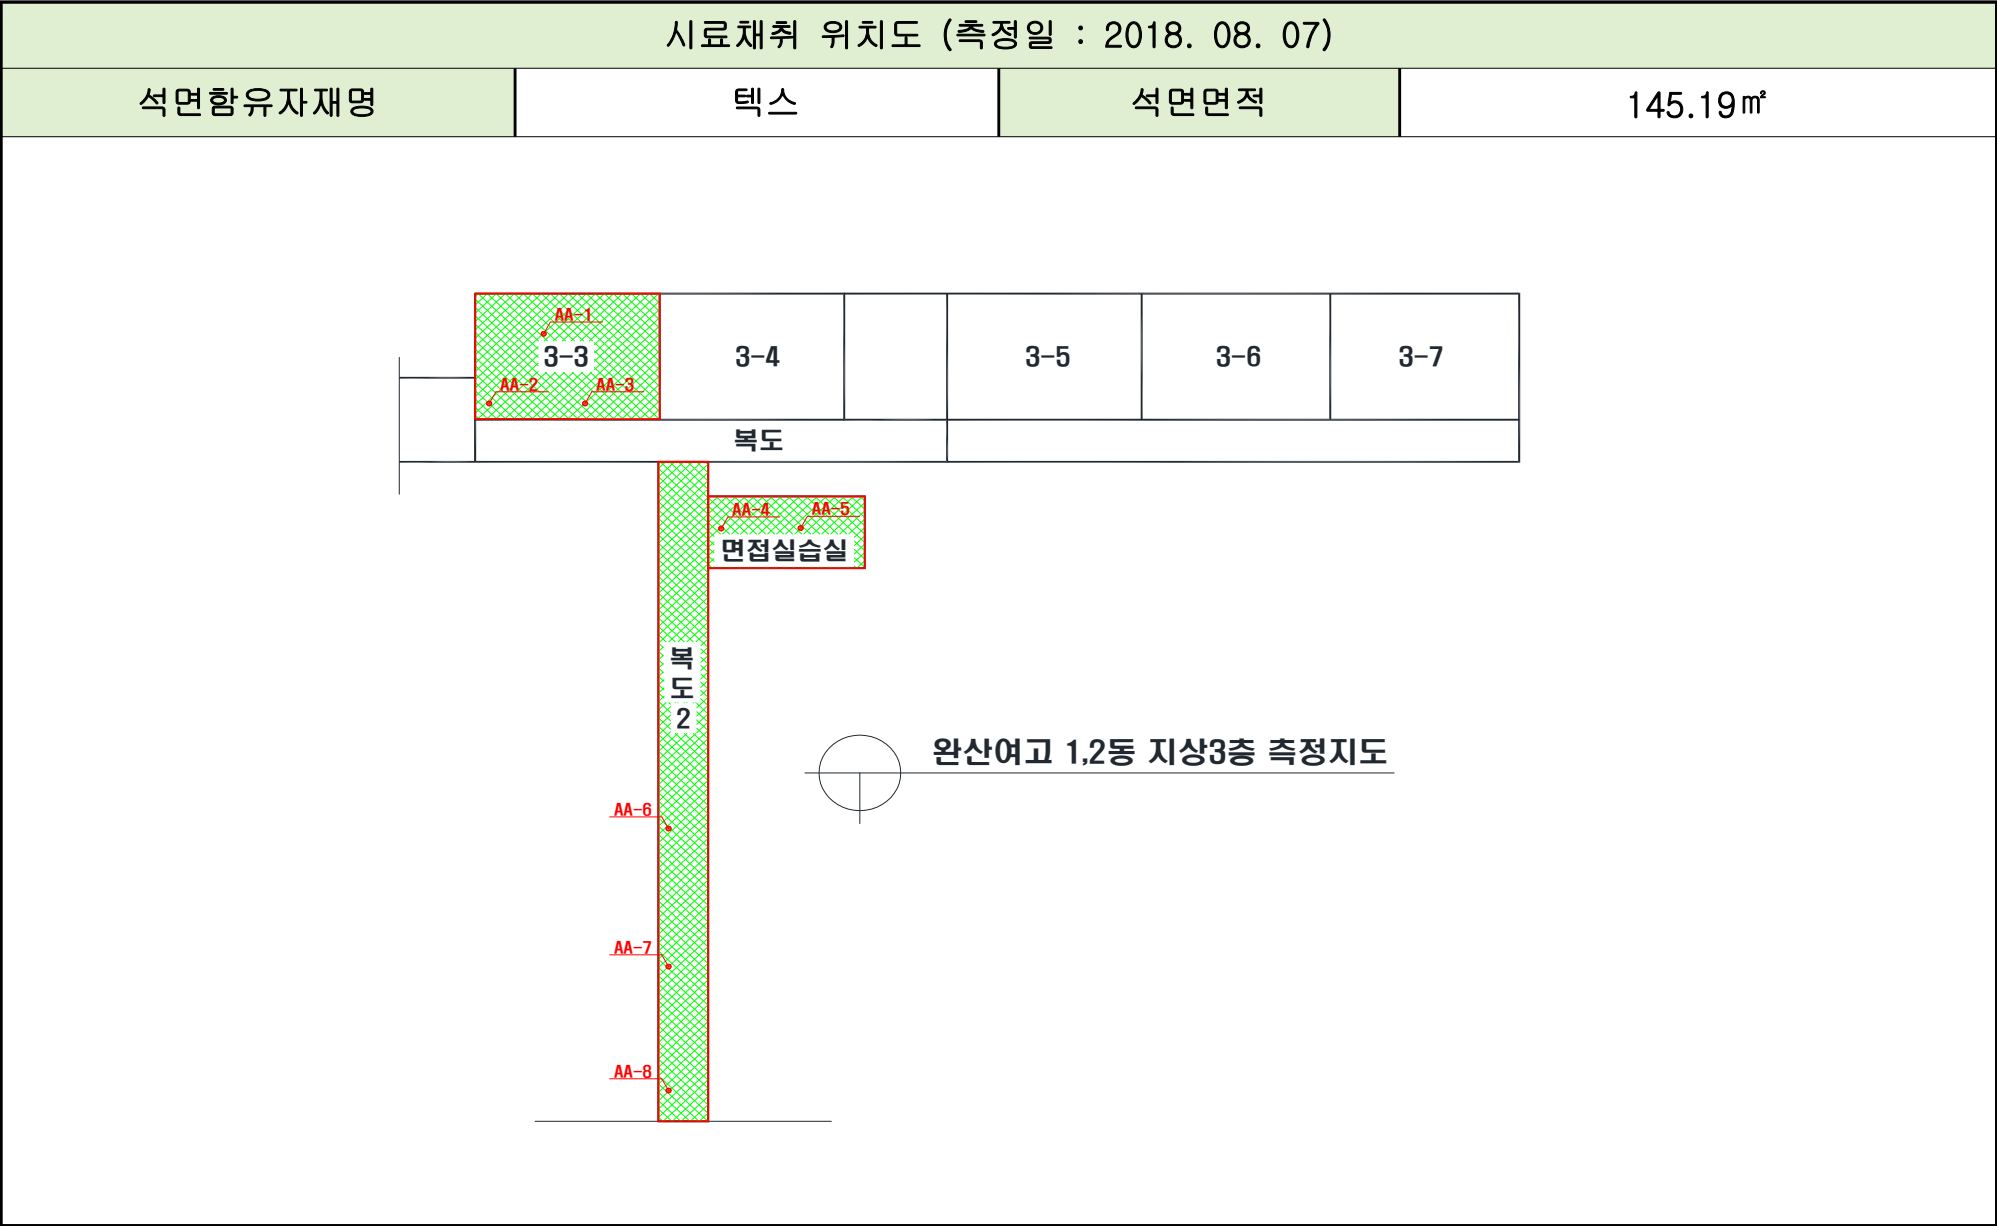 시료채취 위치도 (측정일 : 2018. 08. 07)
석면함유자재명 텍스 석면면적 145.19㎡
AA-1
3-3 3-4 3-5 3-6 3-7
AA-2 AA-3
복도
AA-4 AA-5
면접실습실
복
도
2
완산여고 1,2동 지상3층 측정지도
AA-6
AA-7
AA-8